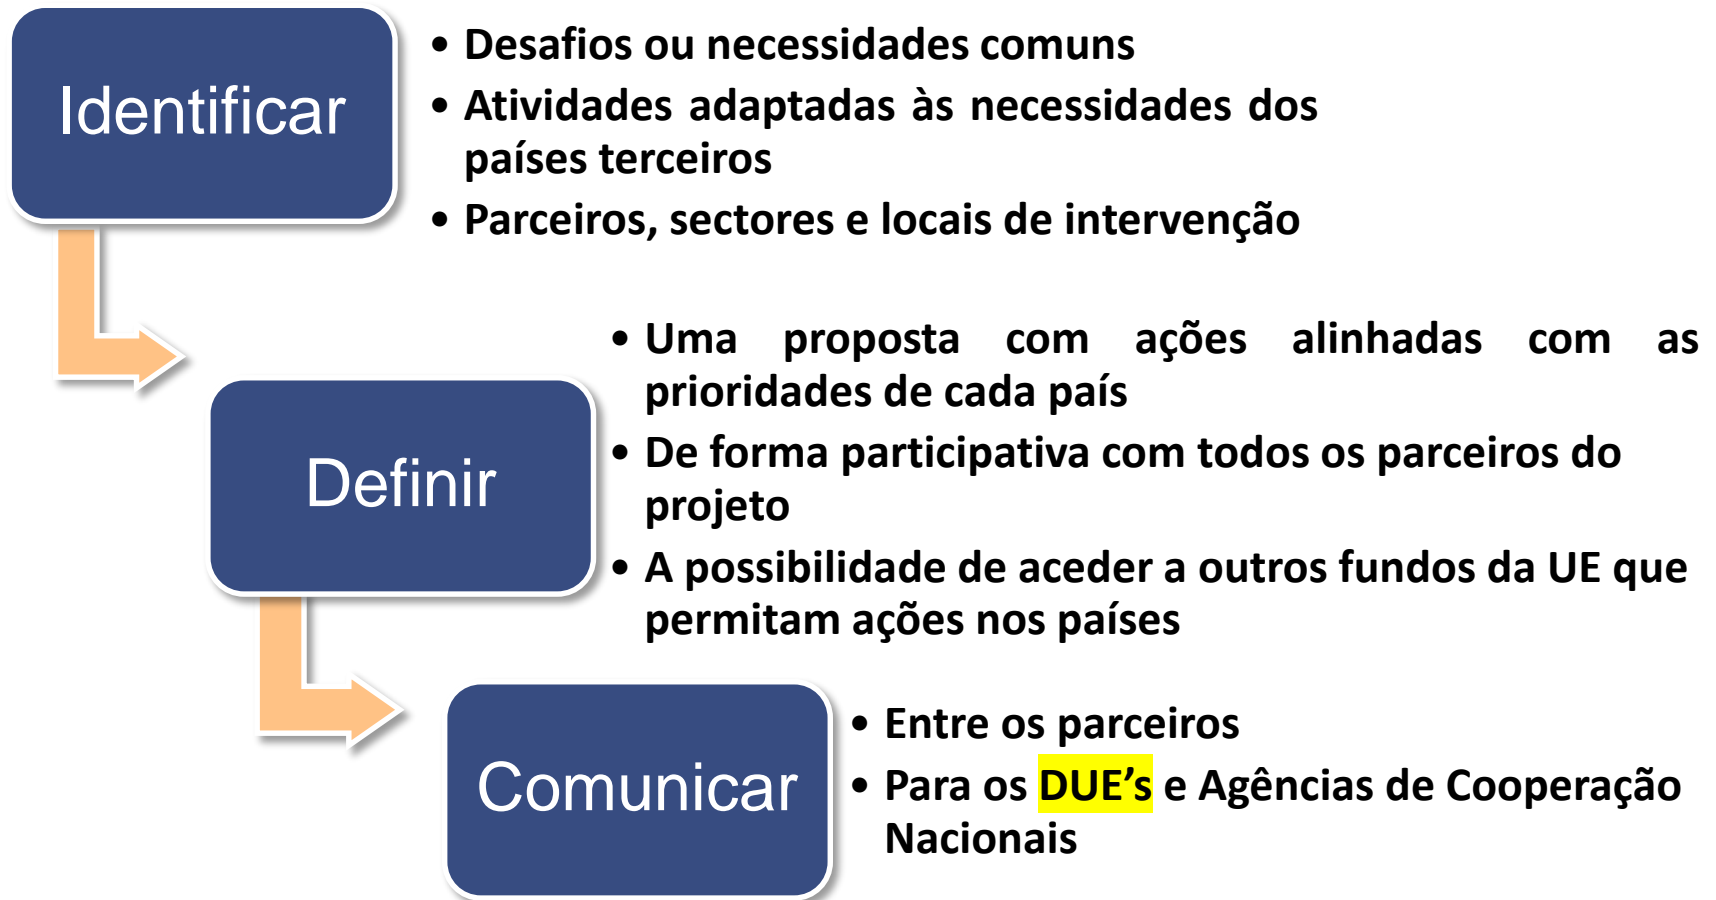 Identificar
• Desafios ou necessidades comuns
• Atividades adaptadas às necessidades dos
países terceiros
• Parceiros, sectores e locais de intervenção
Definir
• Uma proposta com ações alinhadas com as
prioridades de cada país
• De forma participativa com todos os parceiros do
projeto
• A possibilidade de aceder a outros fundos da UE que
permitam ações nos países
Comunicar
• Entre os parceiros
• Para os DUE’s e Agências de Cooperação
Nacionais